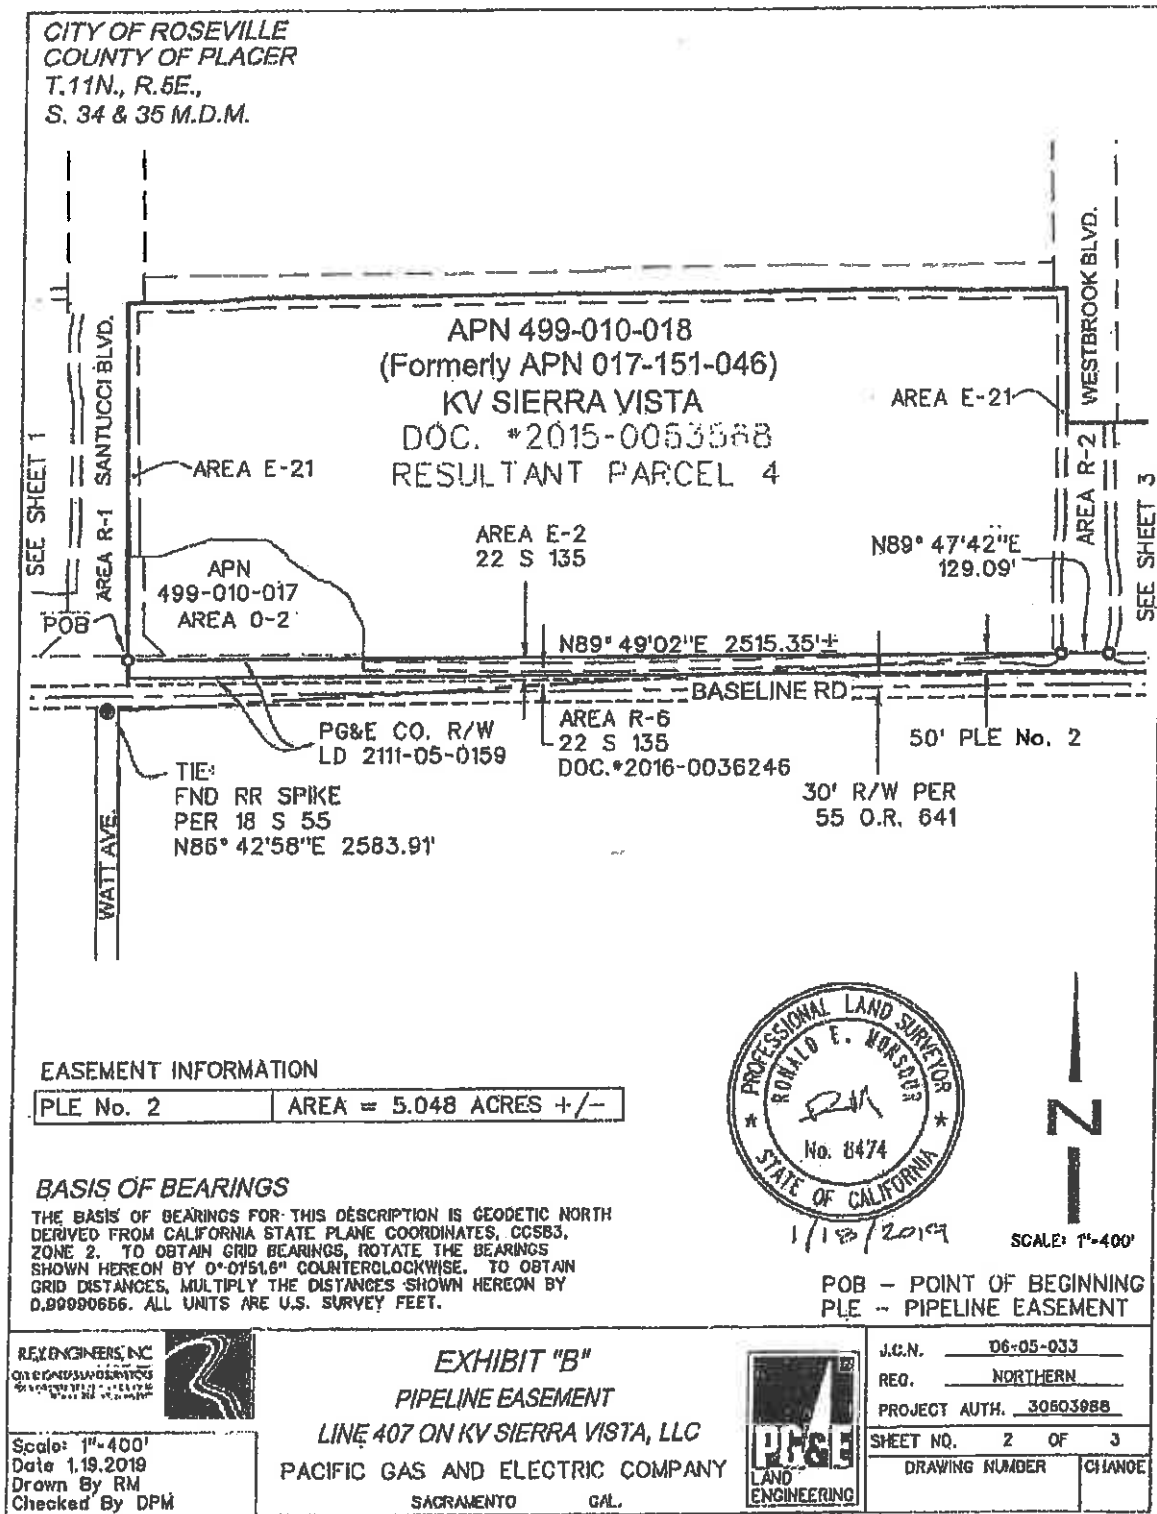 CITY OF ROSEVILLE
COUNTY OF PLACER
T.11N., R.5E.,
S. 34 & 35 M.D.M.
SEE SHEET 1
AREA R-1 SANTUCCI BLVD.
AREA E-21
APN 499-010-018
(Formerly APN 017-151-046)
KV SIERRA VISTA
DOC. #2015-0053588
RESULTANT PARCEL 4
AREA E-21
WESTBROOK BLVD.
AREA R-2
SEE SHEET 3
APN
499-010-017
AREA O-2
AREA E-2
22 S 135
N89° 47'42"E
129.09'
POB
N89° 49'02"E 2515.35'±
BASELINE RD
PG&E CO. R/W
LD 2111-05-0159
AREA R-6
22 S 135
DOC.#2016-0036246
50' PLE No. 2
30' R/W PER
55 O.R. 641
TIE:
FND RR SPIKE
PER 18 S 55
N86° 42'58"E 2583.91'
WATT AVE.
EASEMENT INFORMATION
PLE No. 2 AREA = 5.048 ACRES +/-
PROFESSIONAL LAND SURVEYOR
RONALD E.
No. 8474
STATE OF CALIFORNIA
1/18/2019
N
SCALE: 1"=400'
BASIS OF BEARINGS
THE BASIS OF BEARINGS FOR THIS DESCRIPTION IS GEODETIC NORTH
DERIVED FROM CALIFORNIA STATE PLANE COORDINATES, CCS83,
ZONE 2. TO OBTAIN GRID BEARINGS, ROTATE THE BEARINGS
SHOWN HEREON BY 0°-01'51.6" COUNTERCLOCKWISE. TO OBTAIN
GRID DISTANCES, MULTIPLY THE DISTANCES SHOWN HEREON BY
0.99990656. ALL UNITS ARE U.S. SURVEY FEET.
POB - POINT OF BEGINNING
PLE - PIPELINE EASEMENT
REY ENGINEERS, INC
Scale: 1"=400'
Date 1.19.2019
Drawn By RM
Checked By DPM
EXHIBIT "B"
PIPELINE EASEMENT
LINE 407 ON KV SIERRA VISTA, LLC
PACIFIC GAS AND ELECTRIC COMPANY
SACRAMENTO CAL.
PG&E
LAND
ENGINEERING
J.C.N. 06-05-033
REG. NORTHERN
PROJECT AUTH. 30603988
SHEET NO. 2 OF 3
DRAWING NUMBER CHANGE